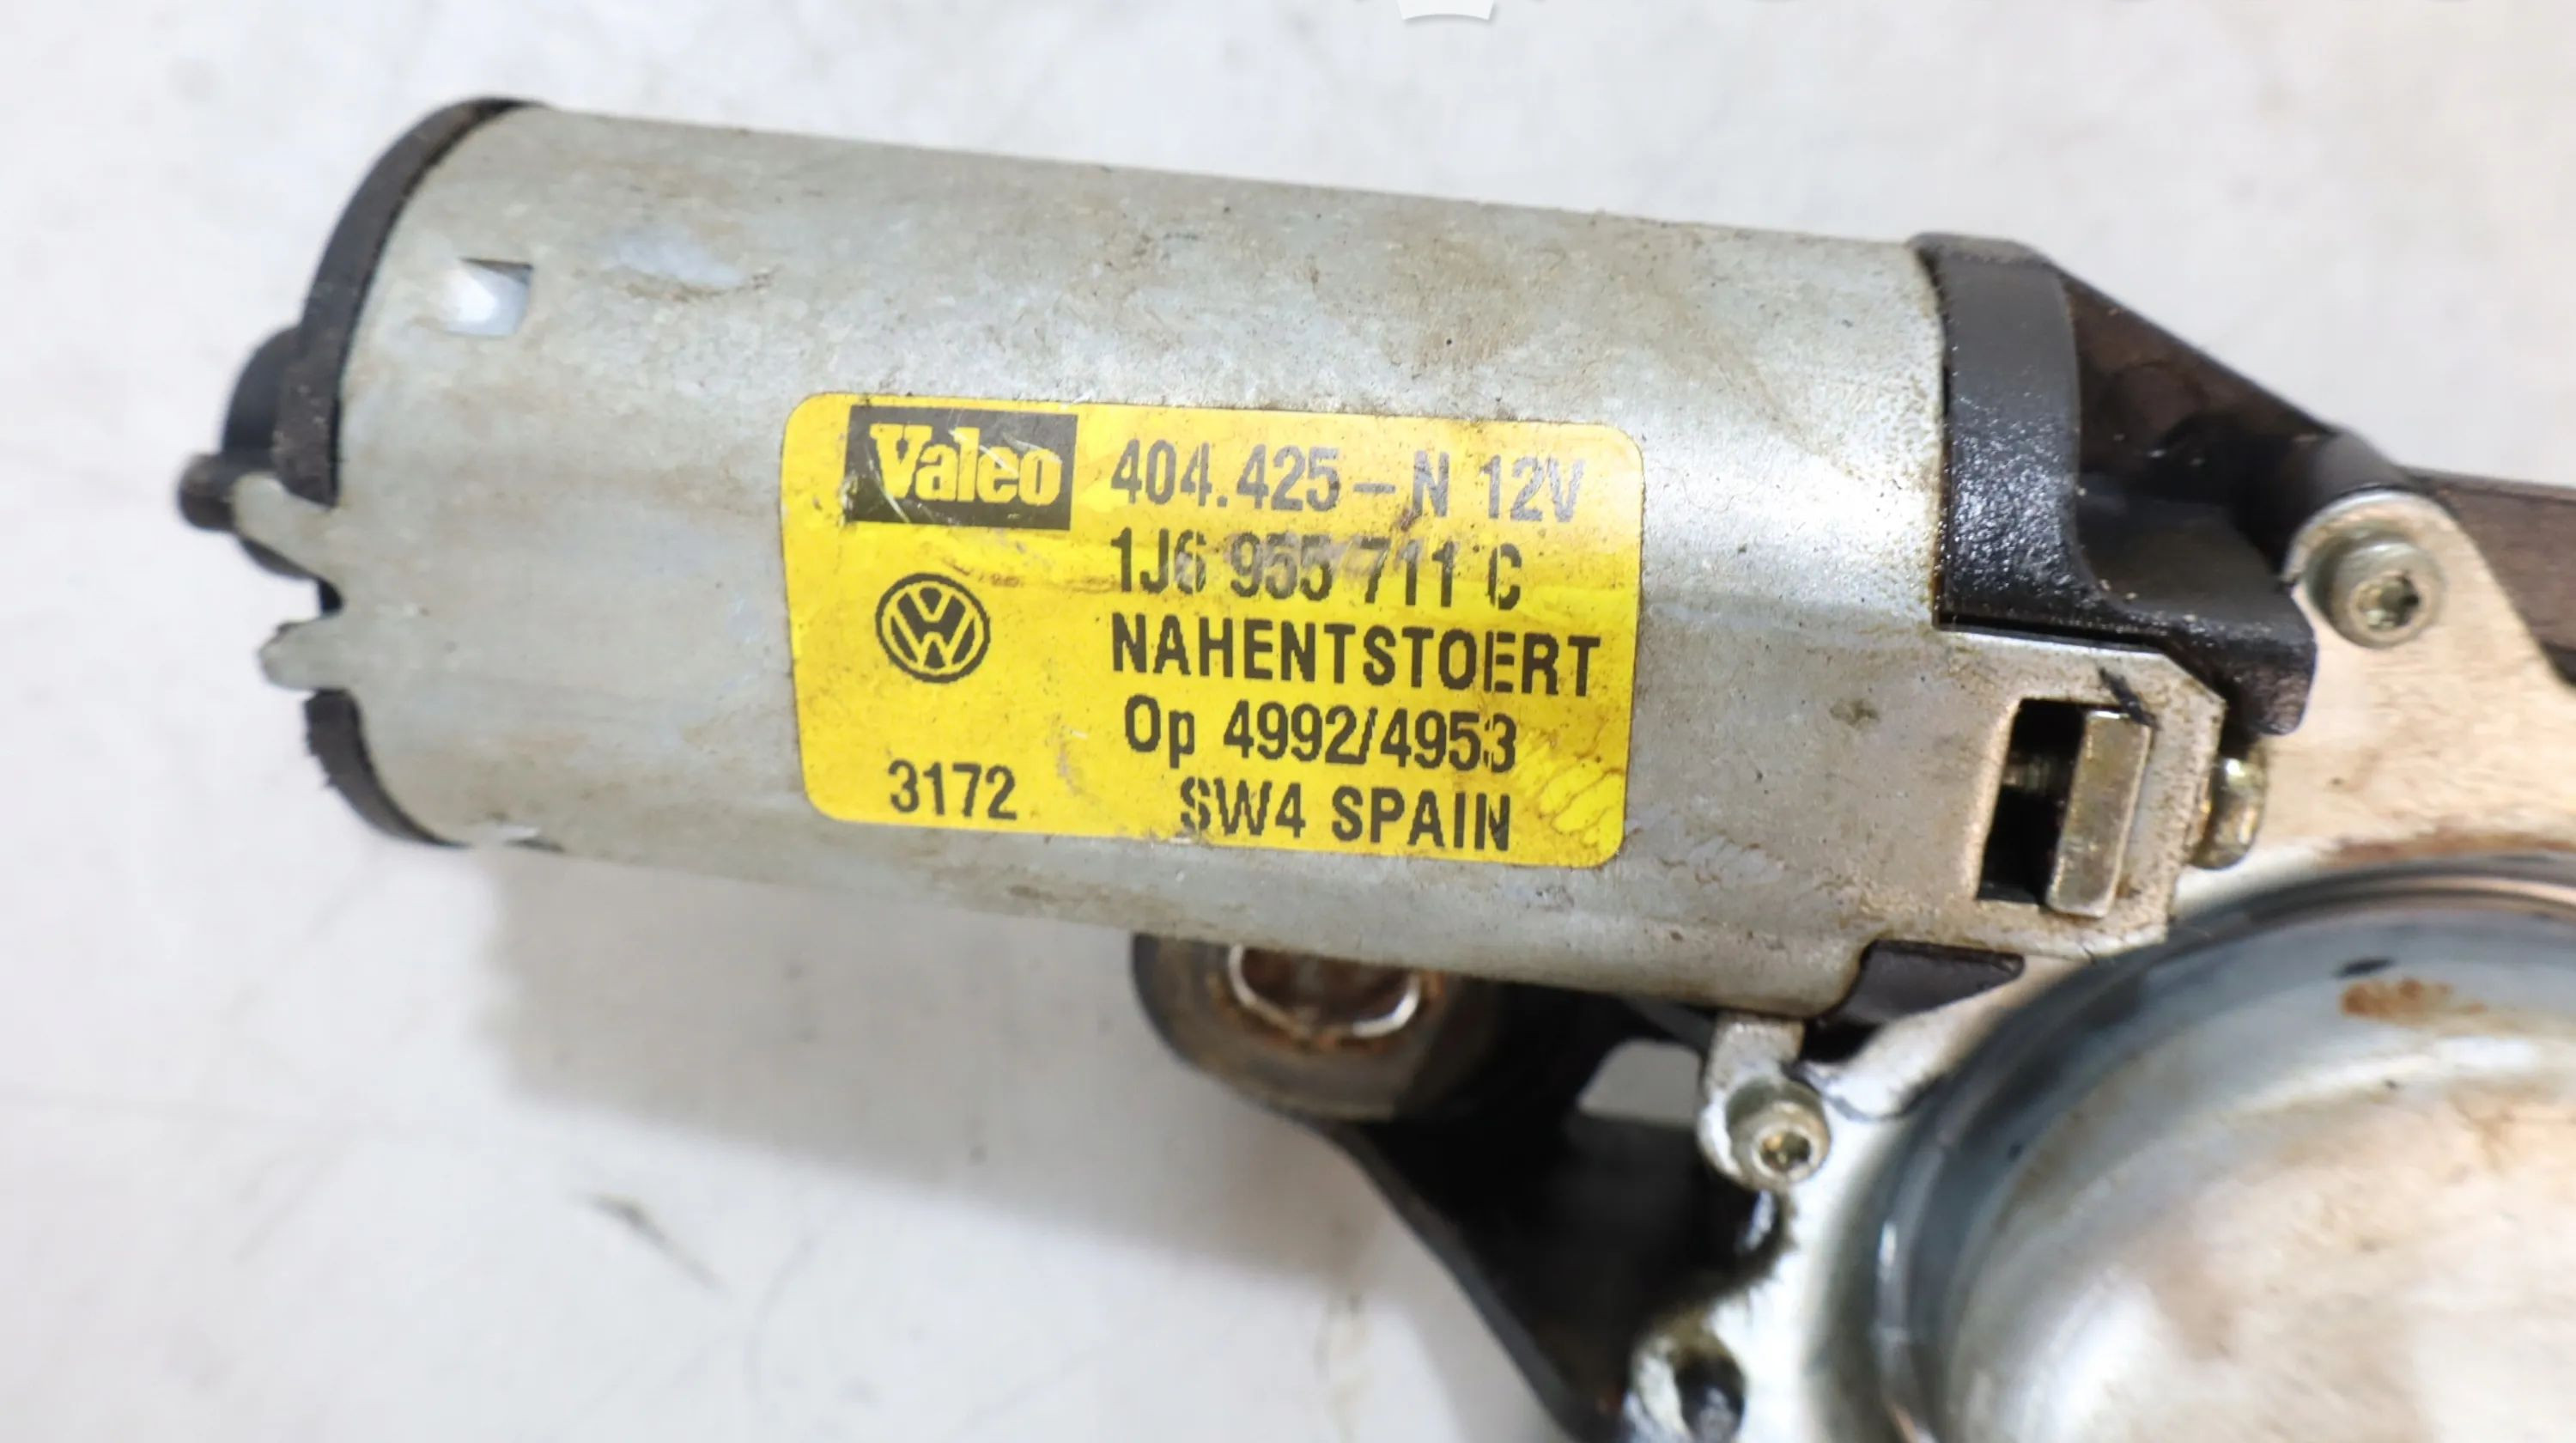 Valeo 404.425-N 12V
1J6 955 711 C
NAHENTSTOERT
Op 4992/4953
3172 SW4 SPAIN